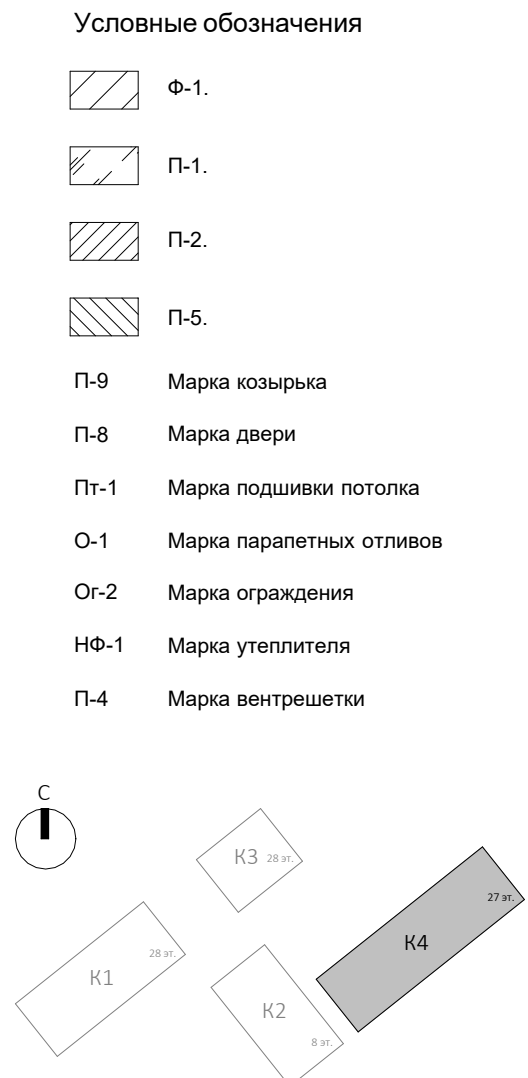 Условные обозначения
Ф-1.
П-1.
П-2.
П-5.
П-9 Марка козырька
П-8 Марка двери
Пт-1 Марка подшивки потолка
О-1 Марка парапетных отливов
Ог-2 Марка ограждения
НФ-1 Марка утеплителя
П-4 Марка вентрешетки
С
К3 28 эт.
27 эт.
К4
28 эт.
К1
К2
8 эт.